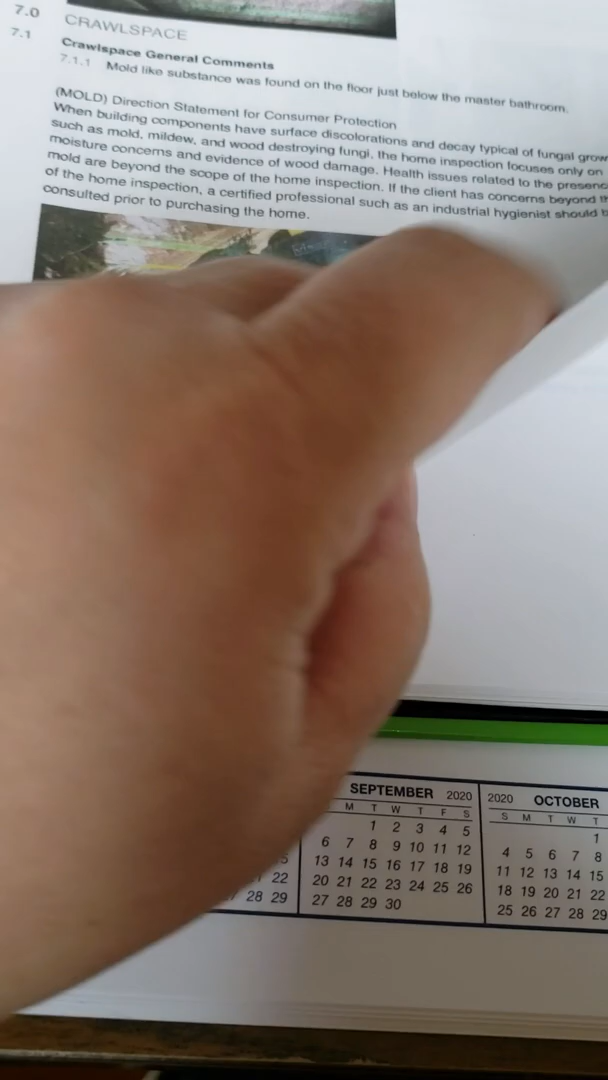 7.0 CRAWLSPACE
7.1 Crawlspace General Comments
7.1.1 Mold like substance was found on the floor just below the master bathroom.
(MOLD) Direction Statement for Consumer Protection
When building components have surface discolorations and decay typical of fungal grow
such as mold, mildew, and wood destroying fungi, the home inspection focuses only on
moisture concerns and evidence of wood damage. Health issues related to the presenc
mold are beyond the scope of the home inspection. If the client has concerns beyond th
of the home inspection, a certified professional such as an industrial hygienist should b
consulted prior to purchasing the home.
SEPTEMBER 2020
M T W T F S
1 2 3 4 5
6 7 8 9 10 11 12
13 14 15 16 17 18 19
20 21 22 23 24 25 26
27 28 29 30
2020 OCTOBER
S M T W T
1
4 5 6 7 8
11 12 13 14 15
18 19 20 21 22
25 26 27 28 29
22
28 29